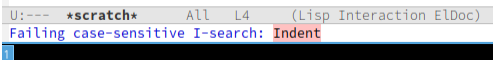 U:---  *scratch*      All   L4     (Lisp Interaction ElDoc)
Failing case-sensitive I-search: Indent
1